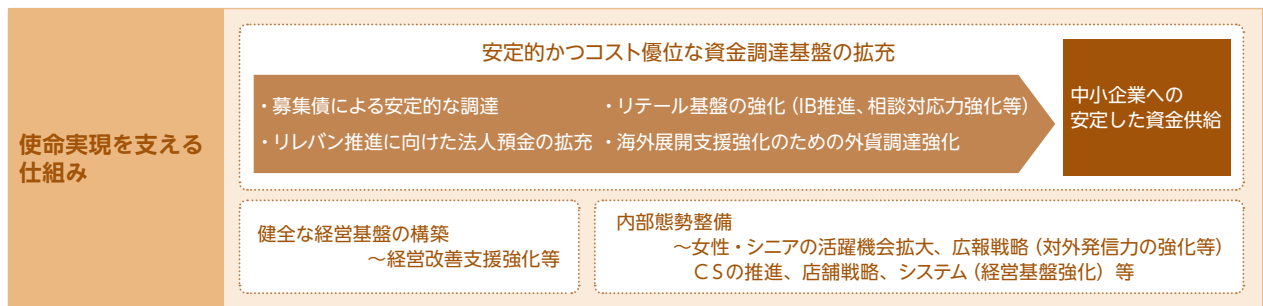 使命実現を支える
仕組み
安定的かつコスト優位な資金調達基盤の拡充
・募集債による安定的な調達
・リレバン推進に向けた法人預金の拡充
・リテール基盤の強化（IB推進、相談対応力強化等）
・海外展開支援強化のための外貨調達強化
中小企業への
安定した資金供給
健全な経営基盤の構築
～経営改善支援強化等
内部態勢整備
～女性・シニアの活躍機会拡大、広報戦略（対外発信力の強化等）
ＣＳの推進、店舗戦略、システム（経営基盤強化）等